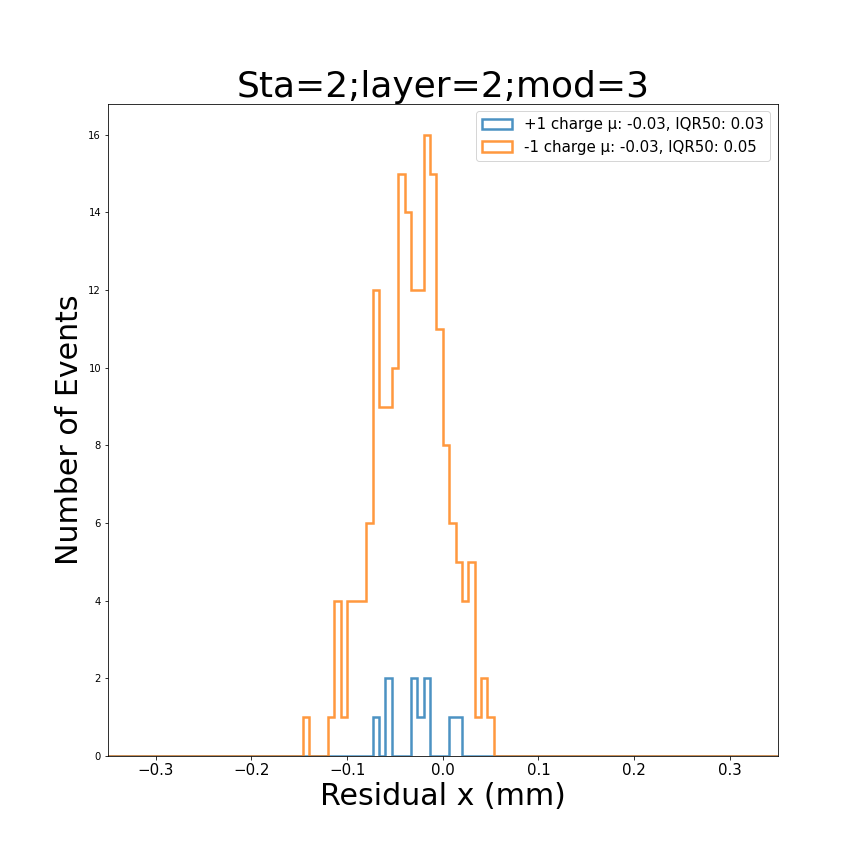 Sta=2;layer=2;mod=3
+1 charge μ: -0.03, IQR50: 0.03
-1 charge μ: -0.03, IQR50: 0.05
Number of Events
16
14
12
10
8
6
4
2
0
−0.3 −0.2 −0.1 0.0 0.1 0.2 0.3
Residual x (mm)